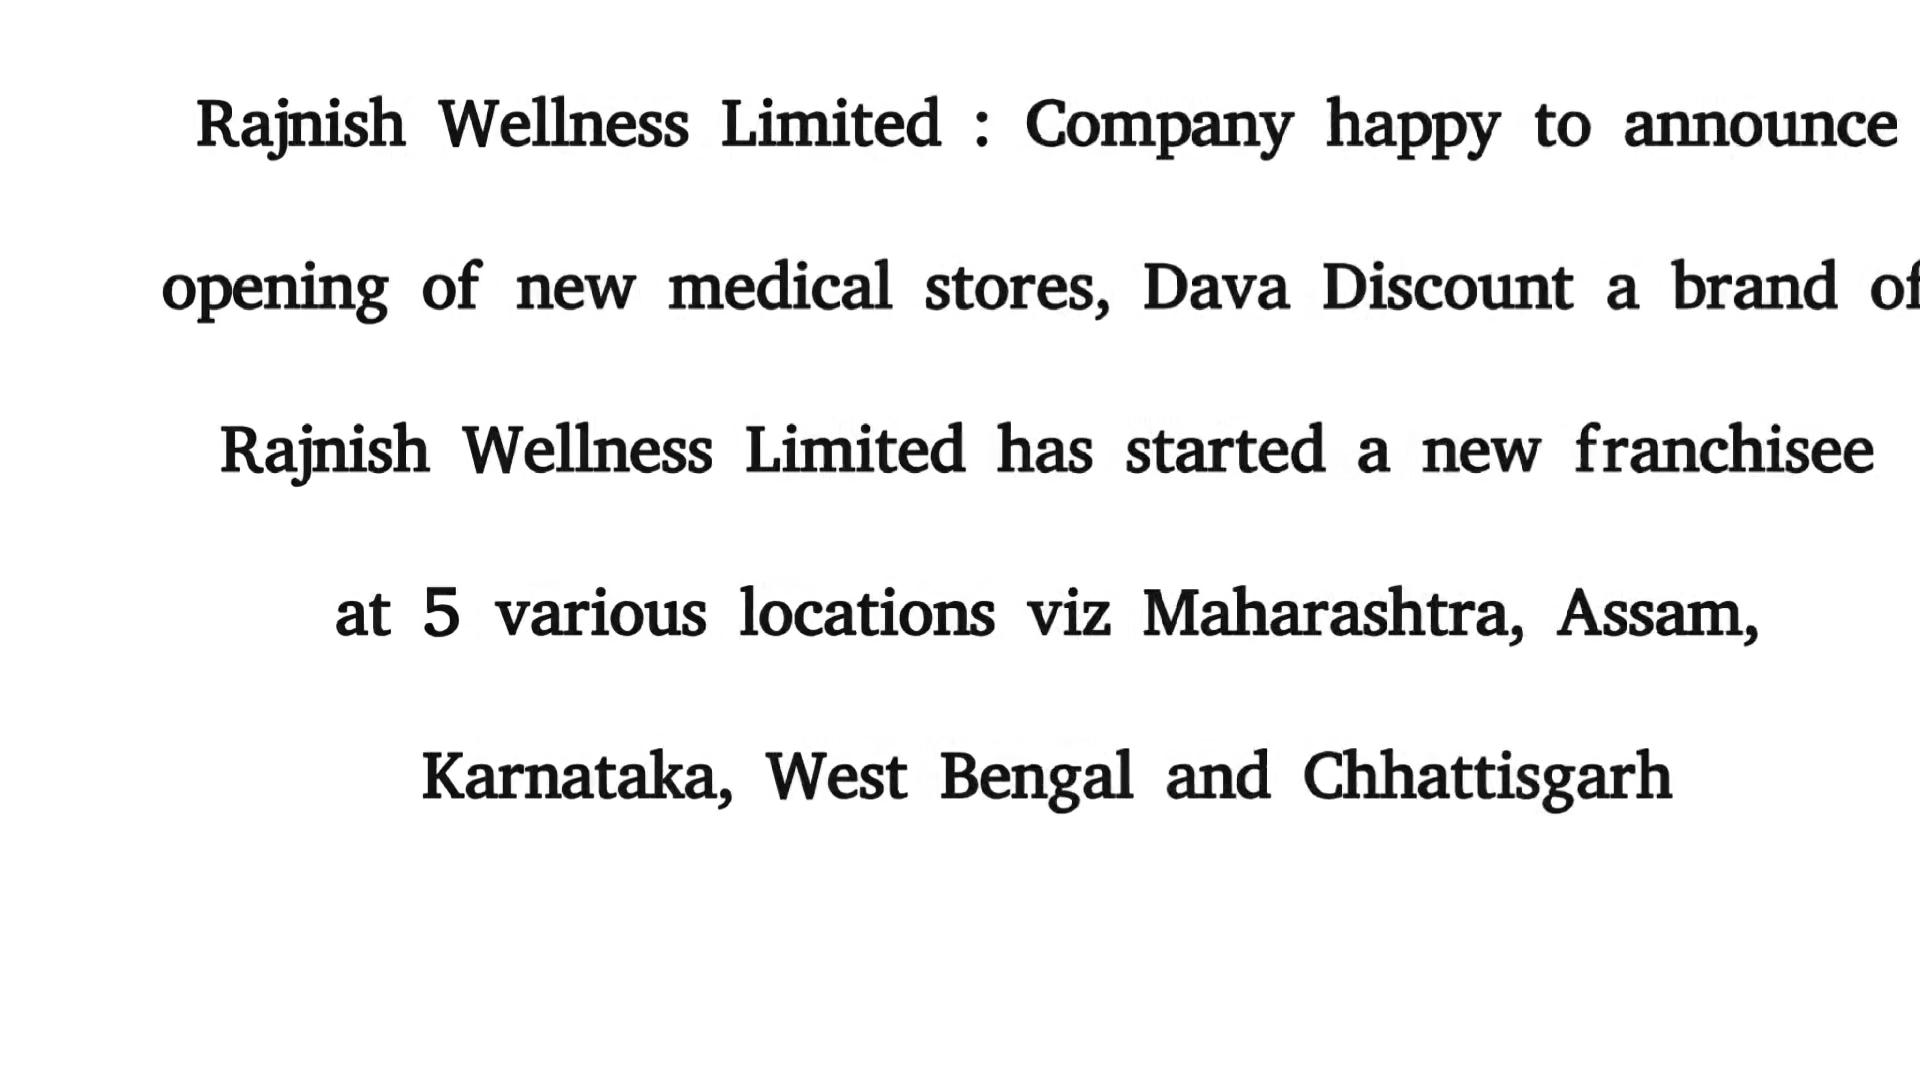 Rajnish Wellness Limited : Company happy to announce
opening of new medical stores, Dava Discount a brand of
Rajnish Wellness Limited has started a new franchisee
at 5 various locations viz Maharashtra, Assam,
Karnataka, West Bengal and Chhattisgarh